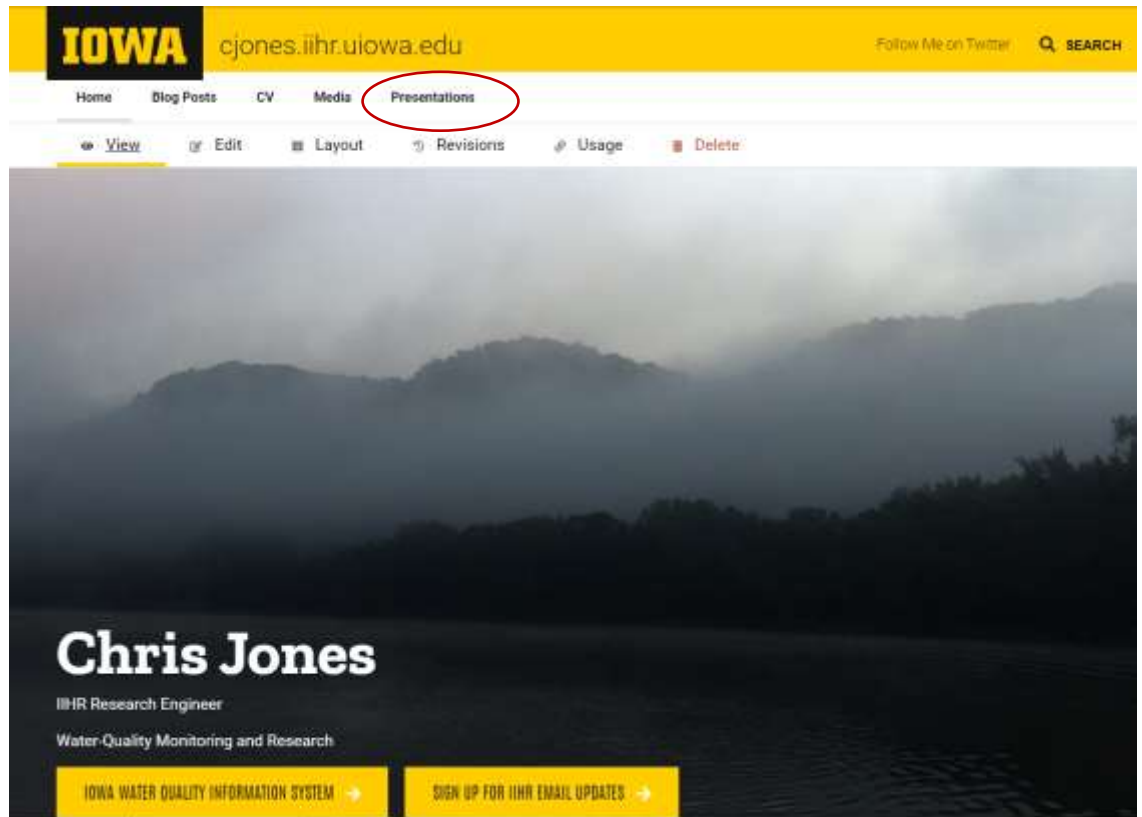 IOWA cjones.iihr.uiowa.edu Follow Me on Twitter SEARCH
Home Blog Posts CV Media Presentations
View Edit Layout Revisions Usage Delete
Chris Jones
IIHR Research Engineer
Water-Quality Monitoring and Research
IOWA WATER QUALITY INFORMATION SYSTEM SIGN UP FOR IIHR EMAIL UPDATES